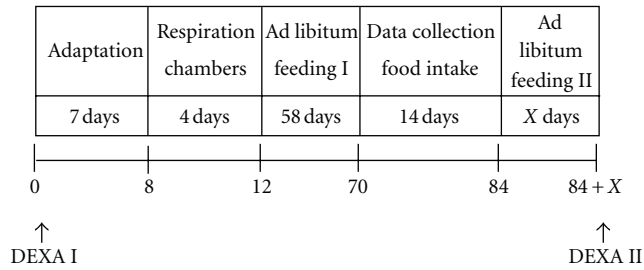 Adaptation
Respiration
chambers
Ad libitum
feeding I
Data collection
food intake
Ad
libitum
feeding II
7 days
4 days
58 days
14 days
X days
0
8
12
70
84
84 + X
↑
DEXA I
↑
DEXA II